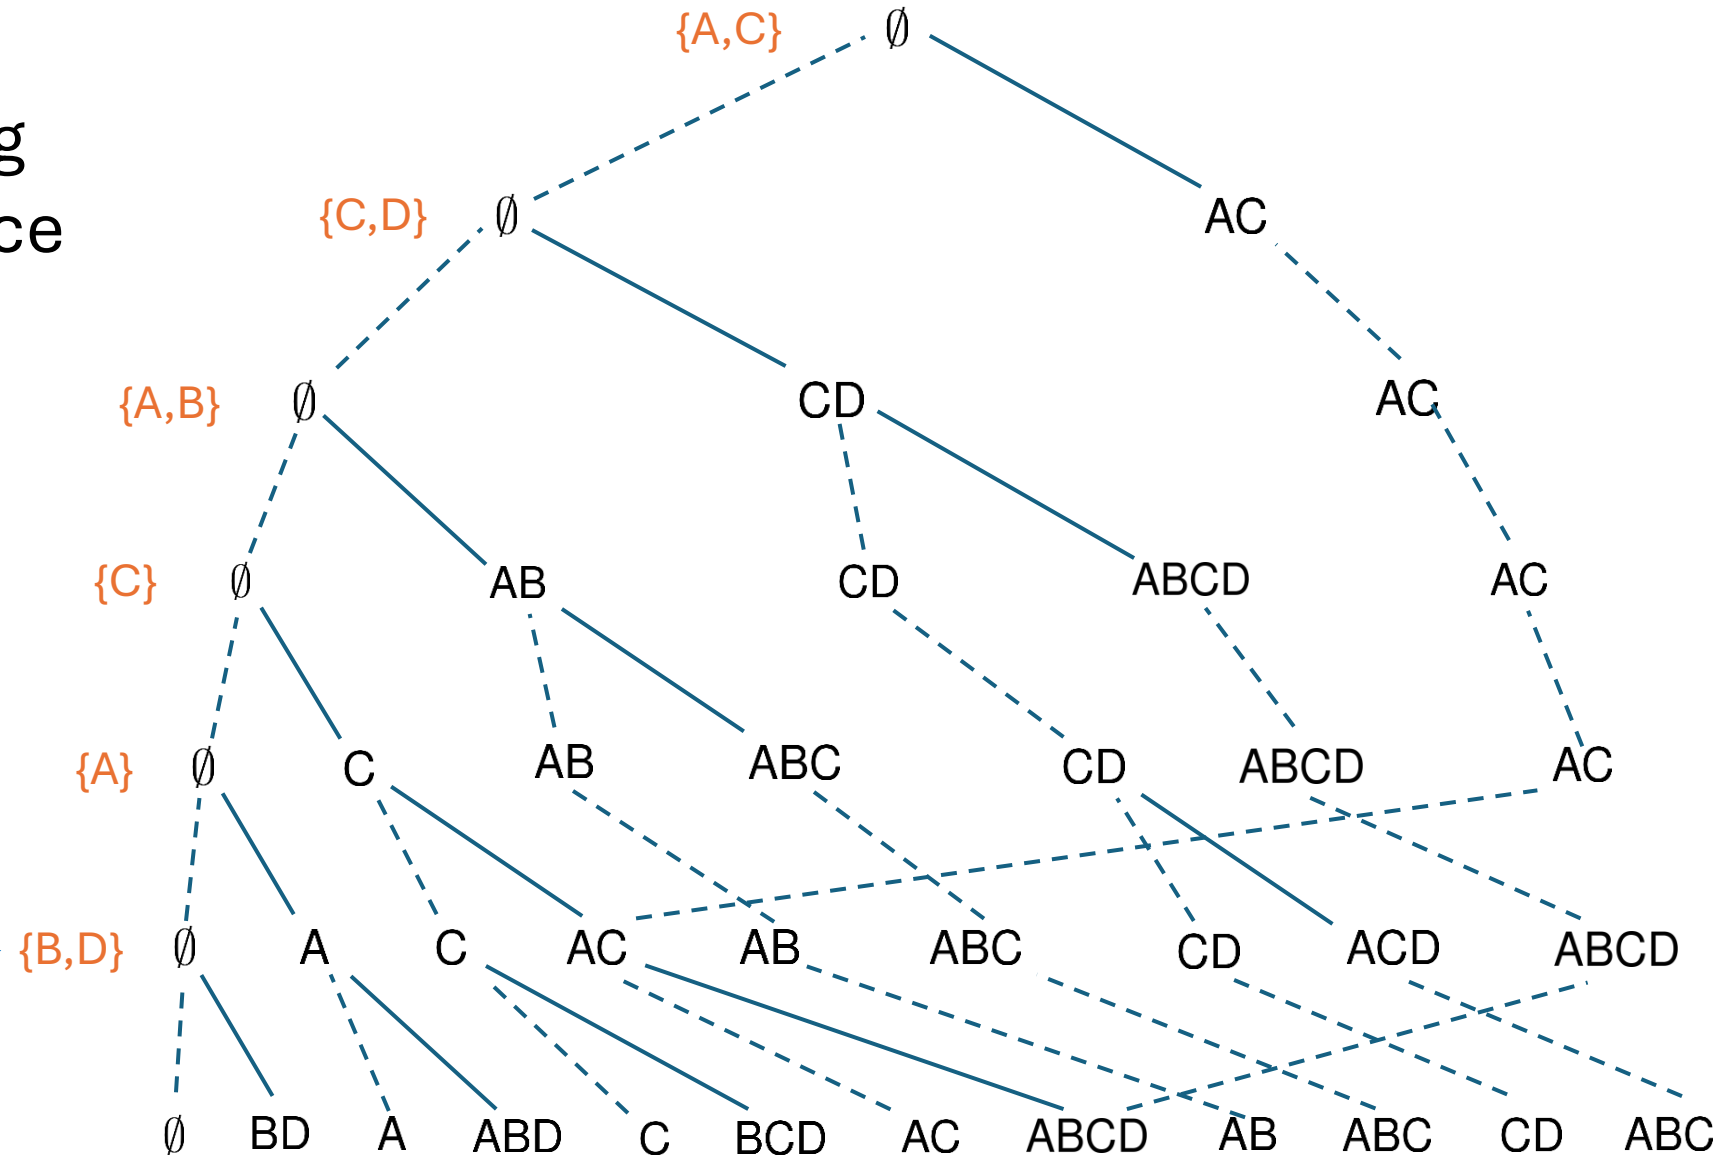 {A,C} ∅
g
{C,D} ∅ AC
ce
{A,B} ∅ CD AC
{C} ∅ AB CD ABCD AC
{A} ∅ C AB ABC CD ABCD AC
{B,D} ∅ A C AC AB ABC CD ACD ABCD
∅ BD A ABD C BCD AC ABCD AB ABC CD ABC